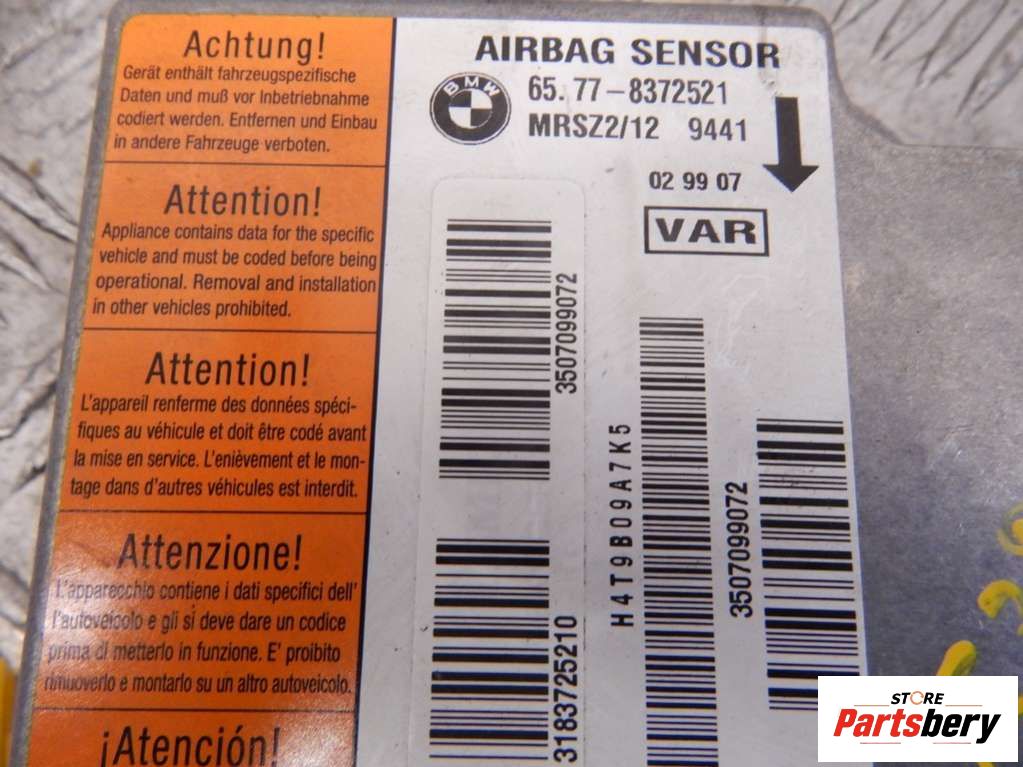 Achtung!
Gerät enthält fahrzeugspezifische
Daten und muß vor Inbetriebnahme
codiert werden. Entfernen und Einbau
in andere Fahrzeuge verboten.
Attention!
Appliance contains data for the specific
vehicle and must be coded before being
operational. Removal and installation
in other vehicles prohibited.
Attention!
L'appareil renferme des données spéci-
fiques au véhicule et doit être codé avant
la mise en service. L'enièvement et le mon-
tage dans d'autres véhicules est interdit.
Attenzione!
L'apparecchio contiene i dati specifici dell'
l'autoveicolo e gli si deve dare un codice
prima di metterlo in funzione. E' proibito
rimuoverlo e montarlo su un altro autoveicolo.
¡Atención!
AIRBAG SENSOR
BMW
65.77-8372521
MRSZ2/12 9441
02 99 07
VAR
3507099072
3183725210
H4T9B09A7K5
3507099072
STORE
Partsbery